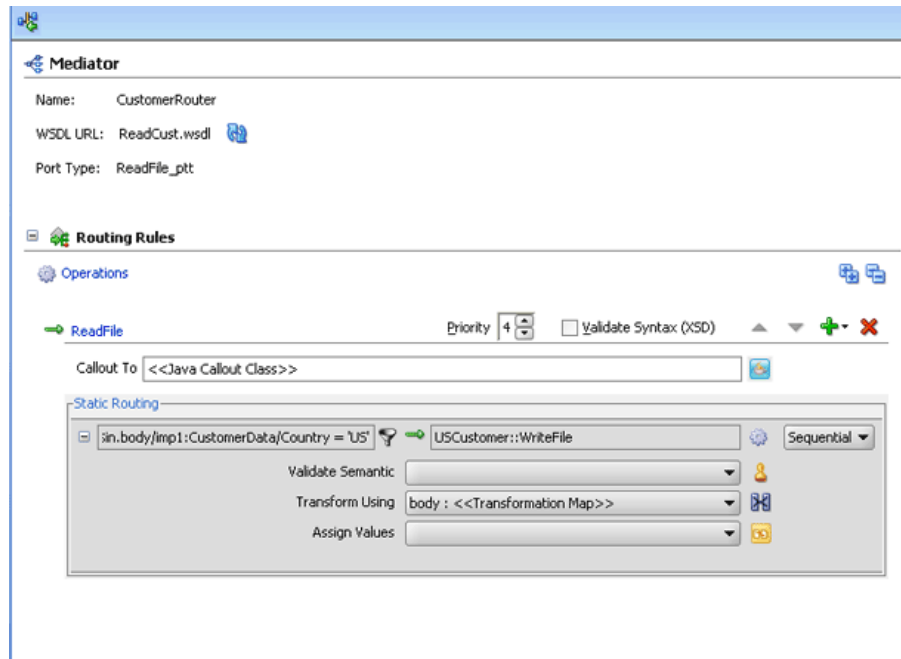 Mediator
Name: CustomerRouter
WSDL URL: ReadCust.wsdl
Port Type: ReadFile_ptt
Routing Rules
Operations
ReadFile Priority 4 Validate Syntax (XSD)
Callout To <<Java Callout Class>>
Static Routing
in.body/imp1:CustomerData/Country = 'US' USCustomer::WriteFile Sequential
Validate Semantic
Transform Using body : <<Transformation Map>>
Assign Values